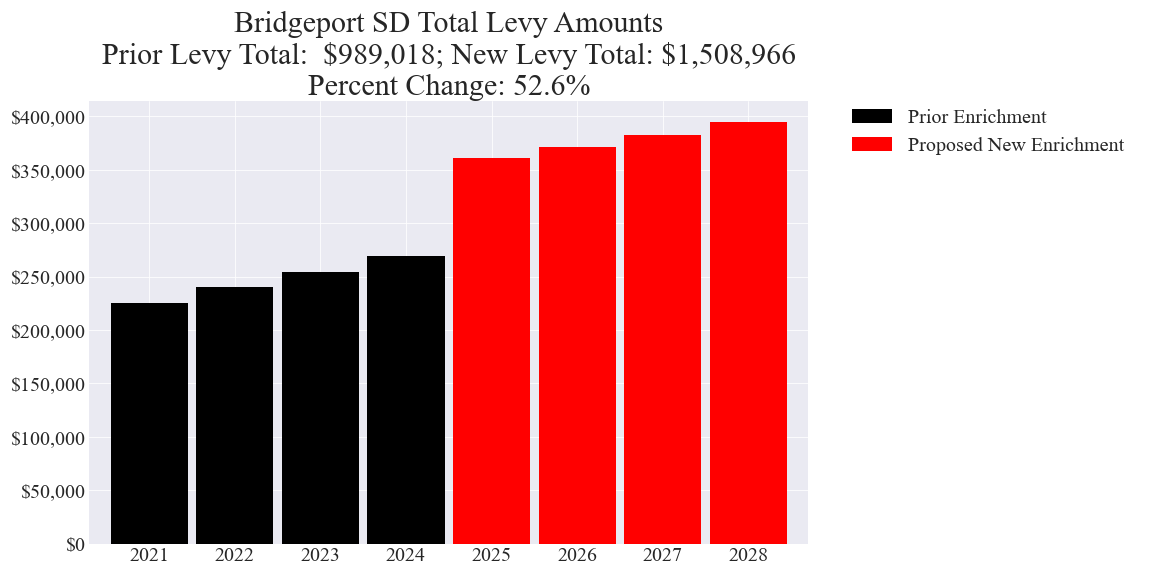 Bridgeport SD Total Levy Amounts
Prior Levy Total:  $989,018; New Levy Total: $1,508,966
Percent Change: 52.6%
Prior Enrichment
Proposed New Enrichment
$400,000
$350,000
$300,000
$250,000
$200,000
$150,000
$100,000
$50,000
$0
2021 2022 2023 2024 2025 2026 2027 2028